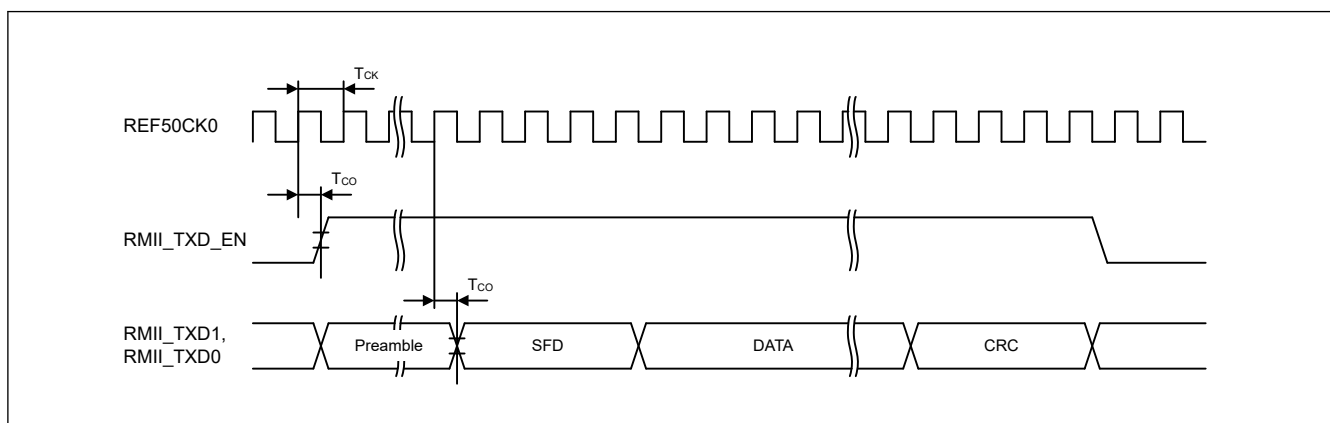 TCK
REF50CK0
TCO
RMII_TXD_EN
TCO
RMII_TXD1,
RMII_TXD0
Preamble
SFD
DATA
CRC